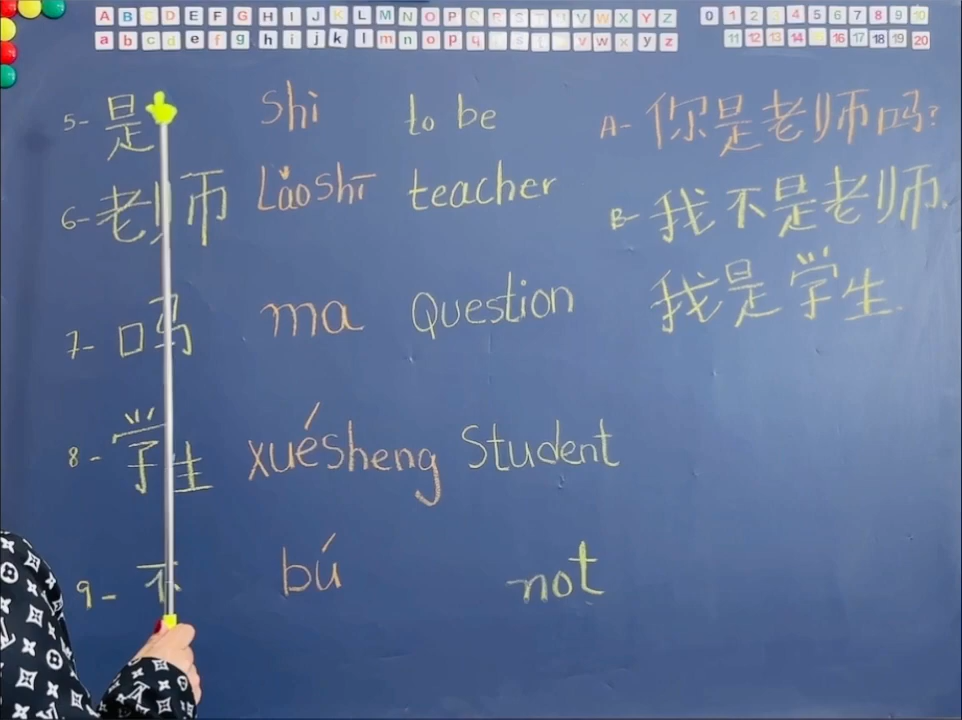 A B C D E F G H I J K L M N O P Q R S T U V W X Y Z
a b c d e f g h i j k l m n o p q r s t u v w x y z
0 1 2 3 4 5 6 7 8 9 10
11 12 13 14 15 16 17 18 19 20
5- 是 shi to be
6- 老师 Lǎoshī teacher
7- 吗 ma Question
8- 学生 xuésheng Student
9- 不 bú not
A- 你是老师吗?
B- 我不是老师.
我是学生.